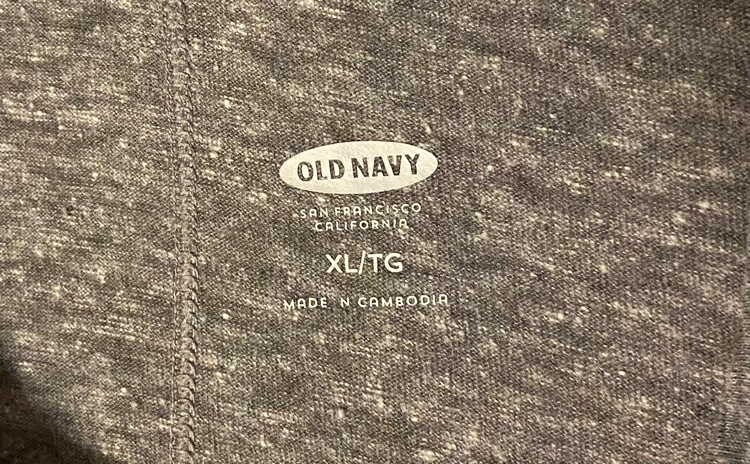 OLD NAVY
SAN FRANCISCO
CALIFORNIA
XL/TG
MADE N CAMBODIA